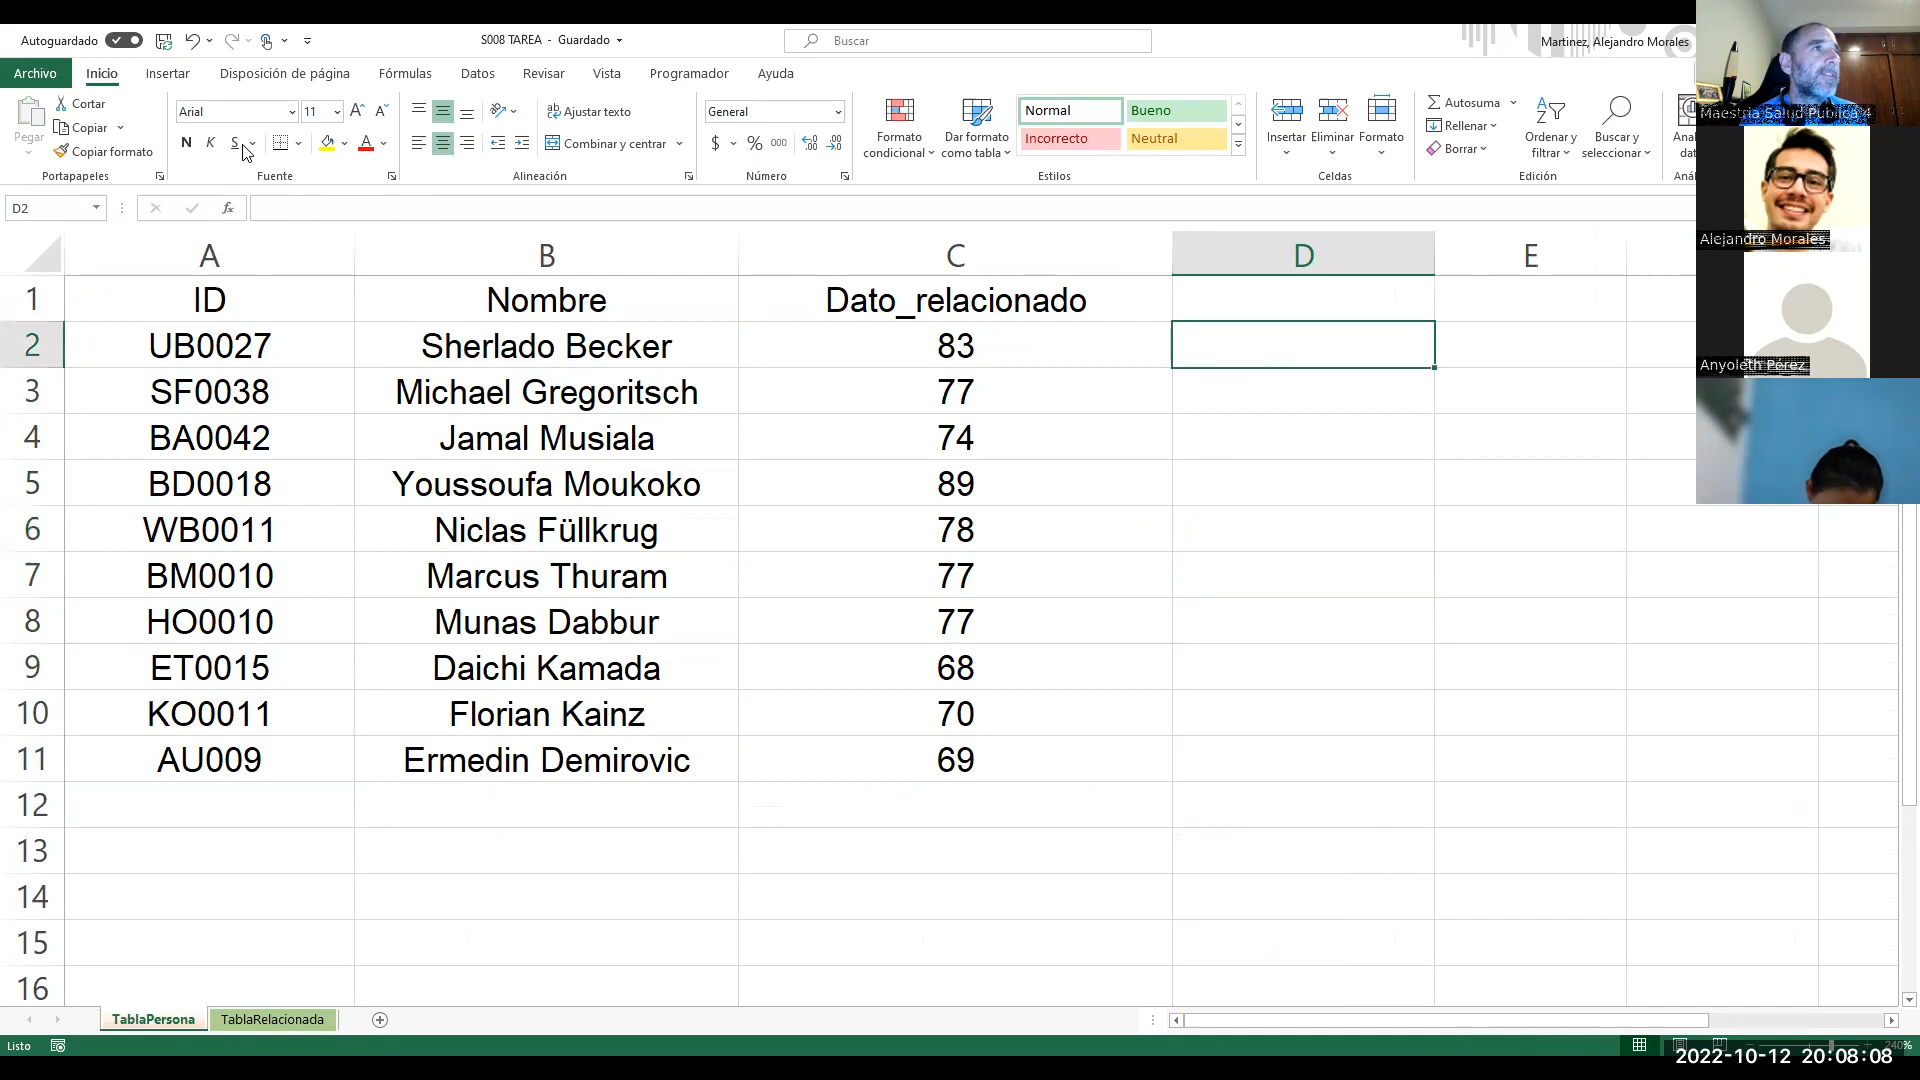 Autoguardado
S008 TAREA - Guardado
Buscar
Martinez, Alejandro Morales
Archivo Inicio Insertar Disposición de página Fórmulas Datos Revisar Vista Programador Ayuda
Pegar
Cortar
Copiar
Copiar formato
Portapapeles
Arial 11
N K S
Fuente
Ajustar texto
Combinar y centrar
Alineación
General
$ % 000
Número
Formato condicional
Dar formato como tabla
Normal Bueno
Incorrecto Neutral
Estilos
Insertar Eliminar Formato
Celdas
Autosuma
Rellenar
Borrar
Ordenar y filtrar
Buscar y seleccionar
Edición
D2
fx
A B C D E
1 ID Nombre Dato_relacionado
2 UB0027 Sherlado Becker 83
3 SF0038 Michael Gregoritsch 77
4 BA0042 Jamal Musiala 74
5 BD0018 Youssoufa Moukoko 89
6 WB0011 Niclas Füllkrug 78
7 BM0010 Marcus Thuram 77
8 HO0010 Munas Dabbur 77
9 ET0015 Daichi Kamada 68
10 KO0011 Florian Kainz 70
11 AU009 Ermedin Demirovic 69
12
13
14
15
16
Maestria Salud Publica 4
Alejandro Morales
Anyoleth Pérez
TablaPersona TablaRelacionada
Listo
240%
2022-10-12 20:08:08